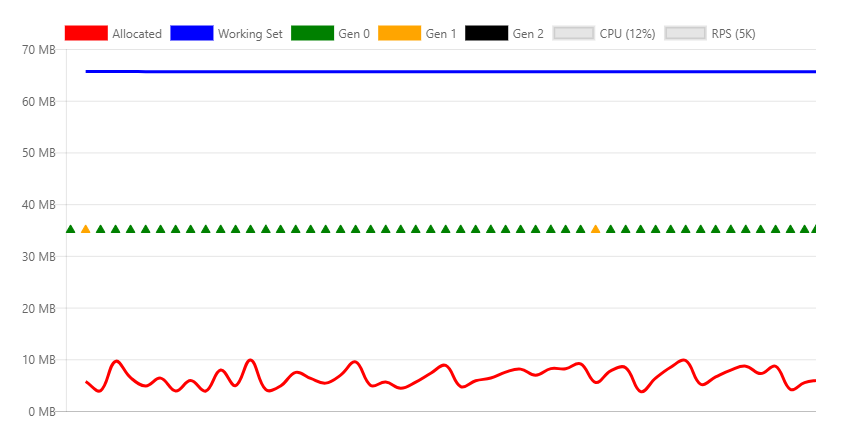 Allocated Working Set Gen 0 Gen 1 Gen 2 CPU (12%) RPS (5K)
70 MB
60 MB
50 MB
40 MB
30 MB
20 MB
10 MB
0 MB